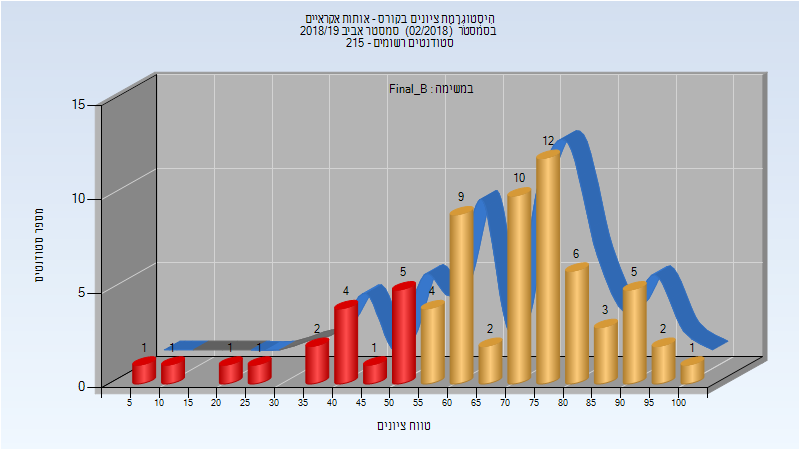 היסטוגרמת ציונים בקורס - אותות אקראיים
בסמסטר (02/2018) סמסטר אביב 2018/19
סטודנטים רשומים - 215
במשימה : Final_B
מספר סטודנטים
15
10
5
0
1 1 1 1 2 4 1 5 4 9 2 10 12 6 3 5 2 1
5 10 15 20 25 30 35 40 45 50 55 60 65 70 75 80 85 90 95 100
טווח ציונים